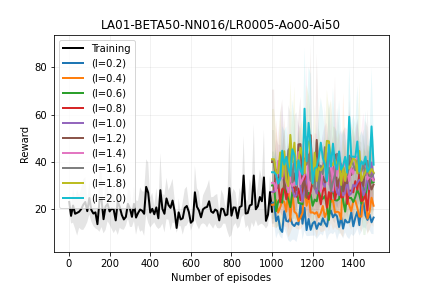 LA01-BETA50-NN016/LR0005-Ao00-Ai50
Reward
80
60
40
20
Training
(l=0.2)
(l=0.4)
(l=0.6)
(l=0.8)
(l=1.0)
(l=1.2)
(l=1.4)
(l=1.6)
(l=1.8)
(l=2.0)
0 200 400 600 800 1000 1200 1400
Number of episodes